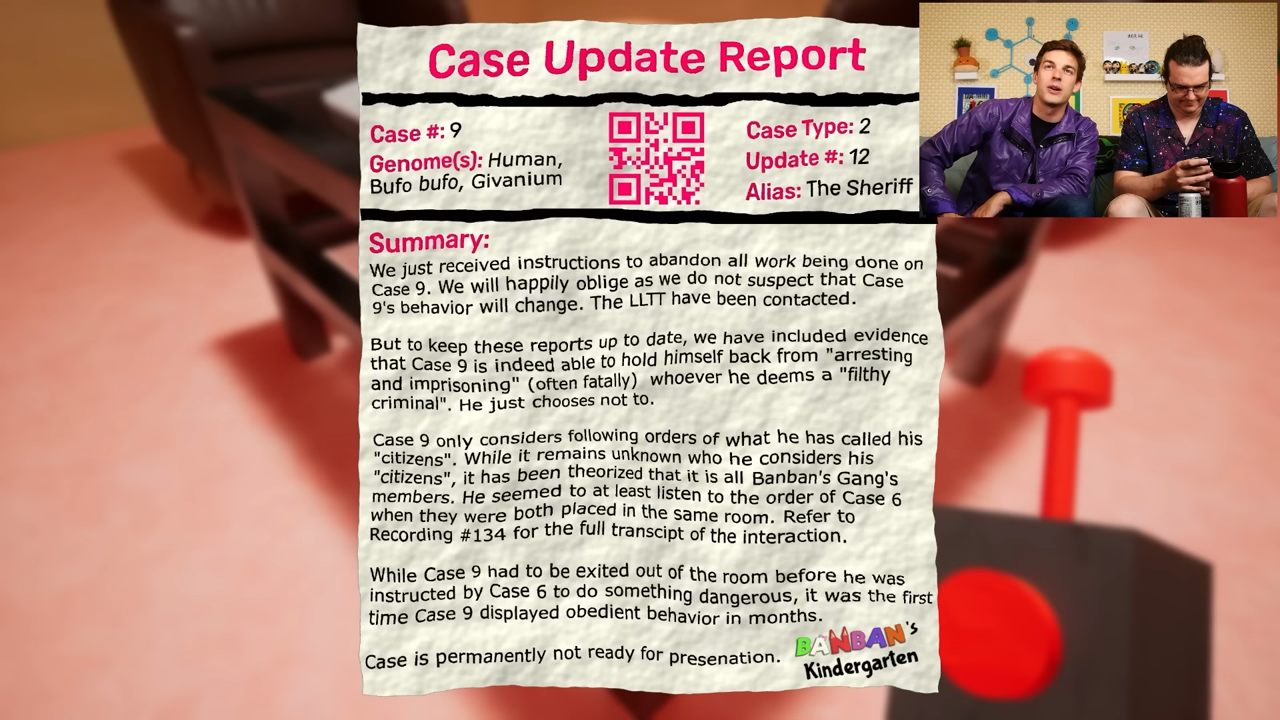 Case Update Report
Case #: 9
Genome(s): Human,
Bufo bufo, Givanium
Case Type: 2
Update #: 12
Alias: The Sheriff
Summary:
We just received instructions to abandon all work being done on
Case 9. We will happily oblige as we do not suspect that Case
9's behavior will change. The LLTT have been contacted.
But to keep these reports up to date, we have included evidence
that Case 9 is indeed able to hold himself back from "arresting
and imprisoning" (often fatally) whoever he deems a "filthy
criminal". He just chooses not to.
Case 9 only considers following orders of what he has called his
"citizens". While it remains unknown who he considers his
"citizens", it has been theorized that it is all Banban's Gang's
members. He seemed to at least listen to the order of Case 6
when they were both placed in the same room. Refer to
Recording #134 for the full transcipt of the interaction.
While Case 9 had to be exited out of the room before he was
instructed by Case 6 to do something dangerous, it was the first
time Case 9 displayed obedient behavior in months.
Case is permanently not ready for presenation.
BANBAN's
Kindergarten